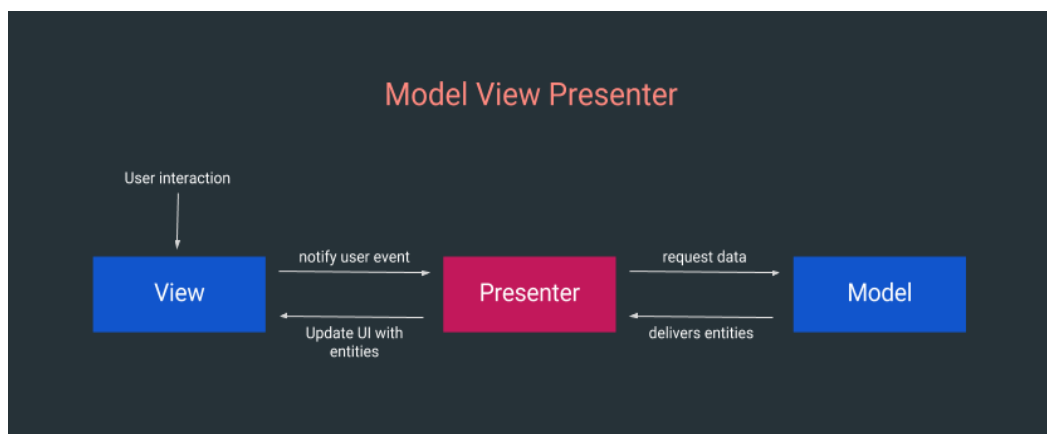 Model View Presenter
User interaction
notify user event
request data
View
Presenter
Model
Update UI with
entities
delivers entities